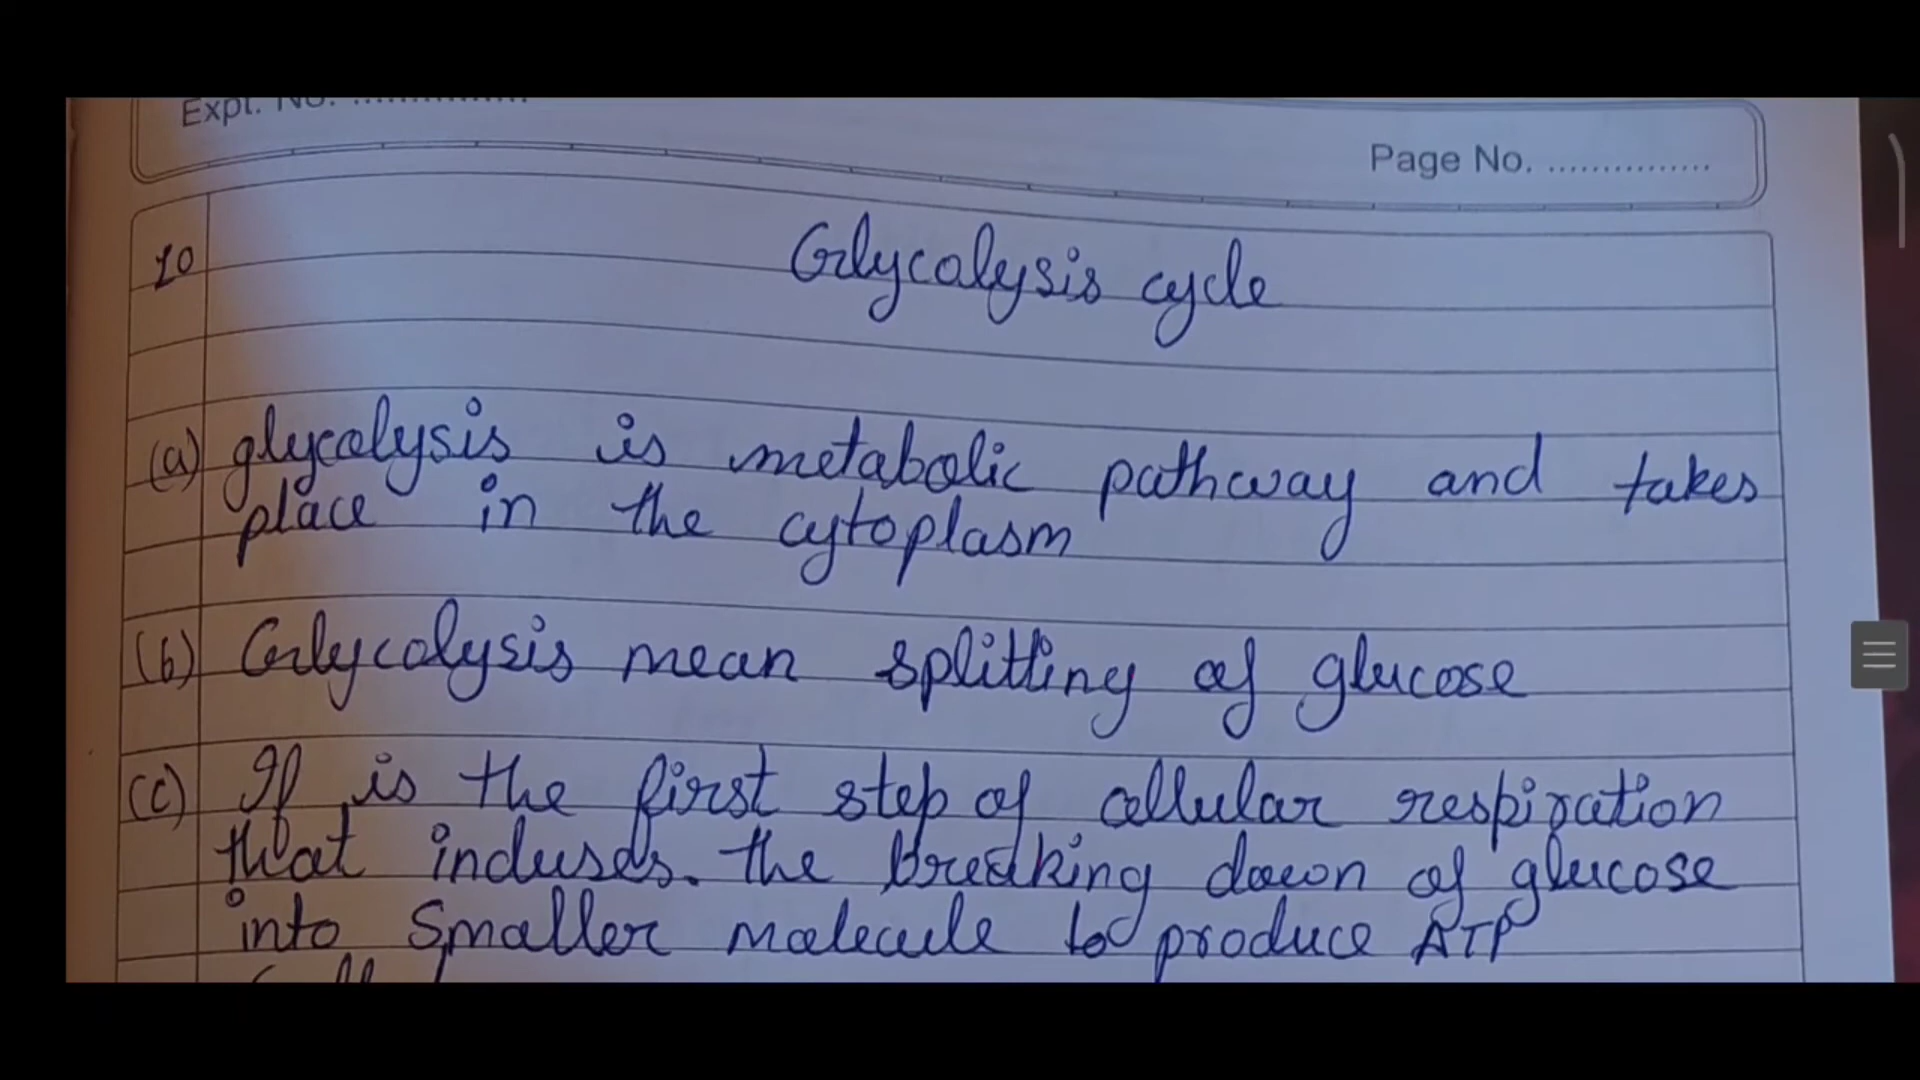 Expt. No. ...............
Page No. ...............
10
Glycolysis cycle
(a) glycolysis is metabolic pathway and takes
place in the cytoplasm
(b) Glycolysis mean splitting of glucose
(c) If is the first step of cellular respiration
that induses. the breaking down of glucose
into Smaller molecule to produce ATP